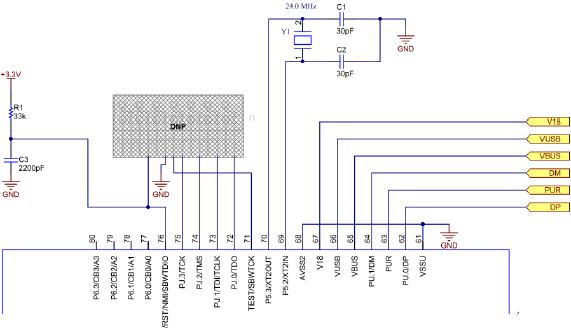 24.0 MHz
C1
30pF
Y1
2
1
C2
30pF
GND
+3.3V
R1
33k
C3
2200pF
GND
DNP
J1
GND
V18
VUSB
VBUS
DM
PUR
DP
GND
80
79
78
77
76
75
74
73
72
71
70
69
68
67
66
65
64
63
62
61
P6.3/CB3/A3
P6.2/CB2/A2
P6.1/CB1/A1
P6.0/CB0/A0
/RST/NMI/SBWTDIO
PJ.3/TCK
PJ.2/TMS
PJ.1/TDI/TCLK
PJ.0/TDO
TEST/SBWTCK
P5.3/XT2OUT
P5.2/XT2IN
AVSS2
V18
VUSB
VBUS
PU.1/DM
PUR
PU.0/DP
VSSU